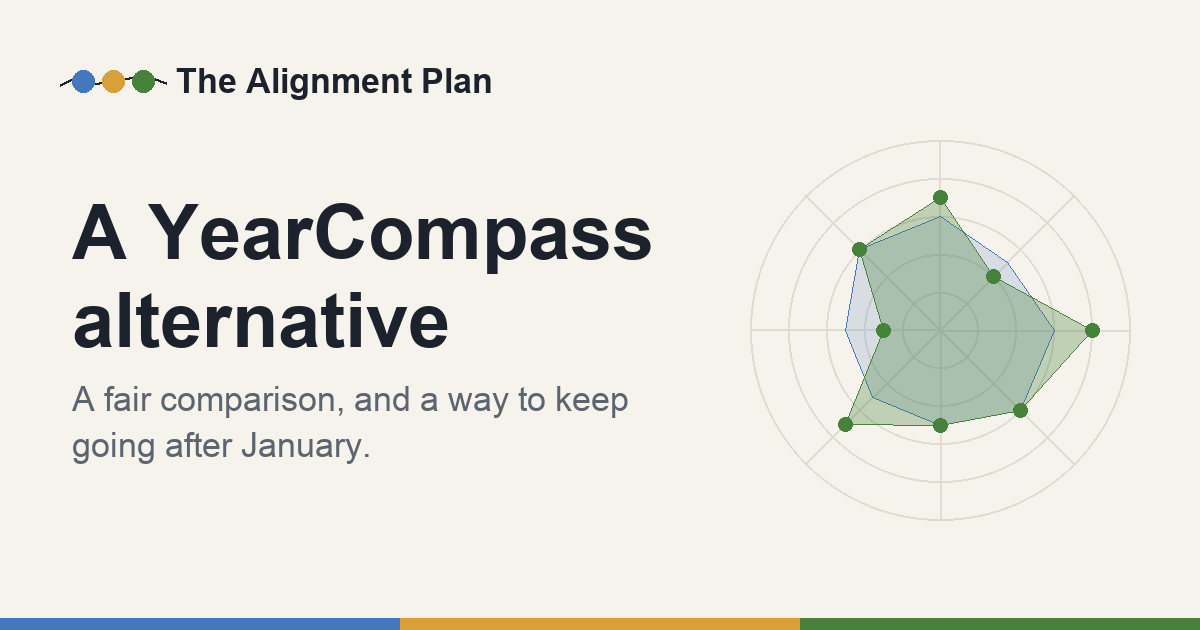 The Alignment Plan
A YearCompass
alternative
A fair comparison, and a way to keep
going after January.